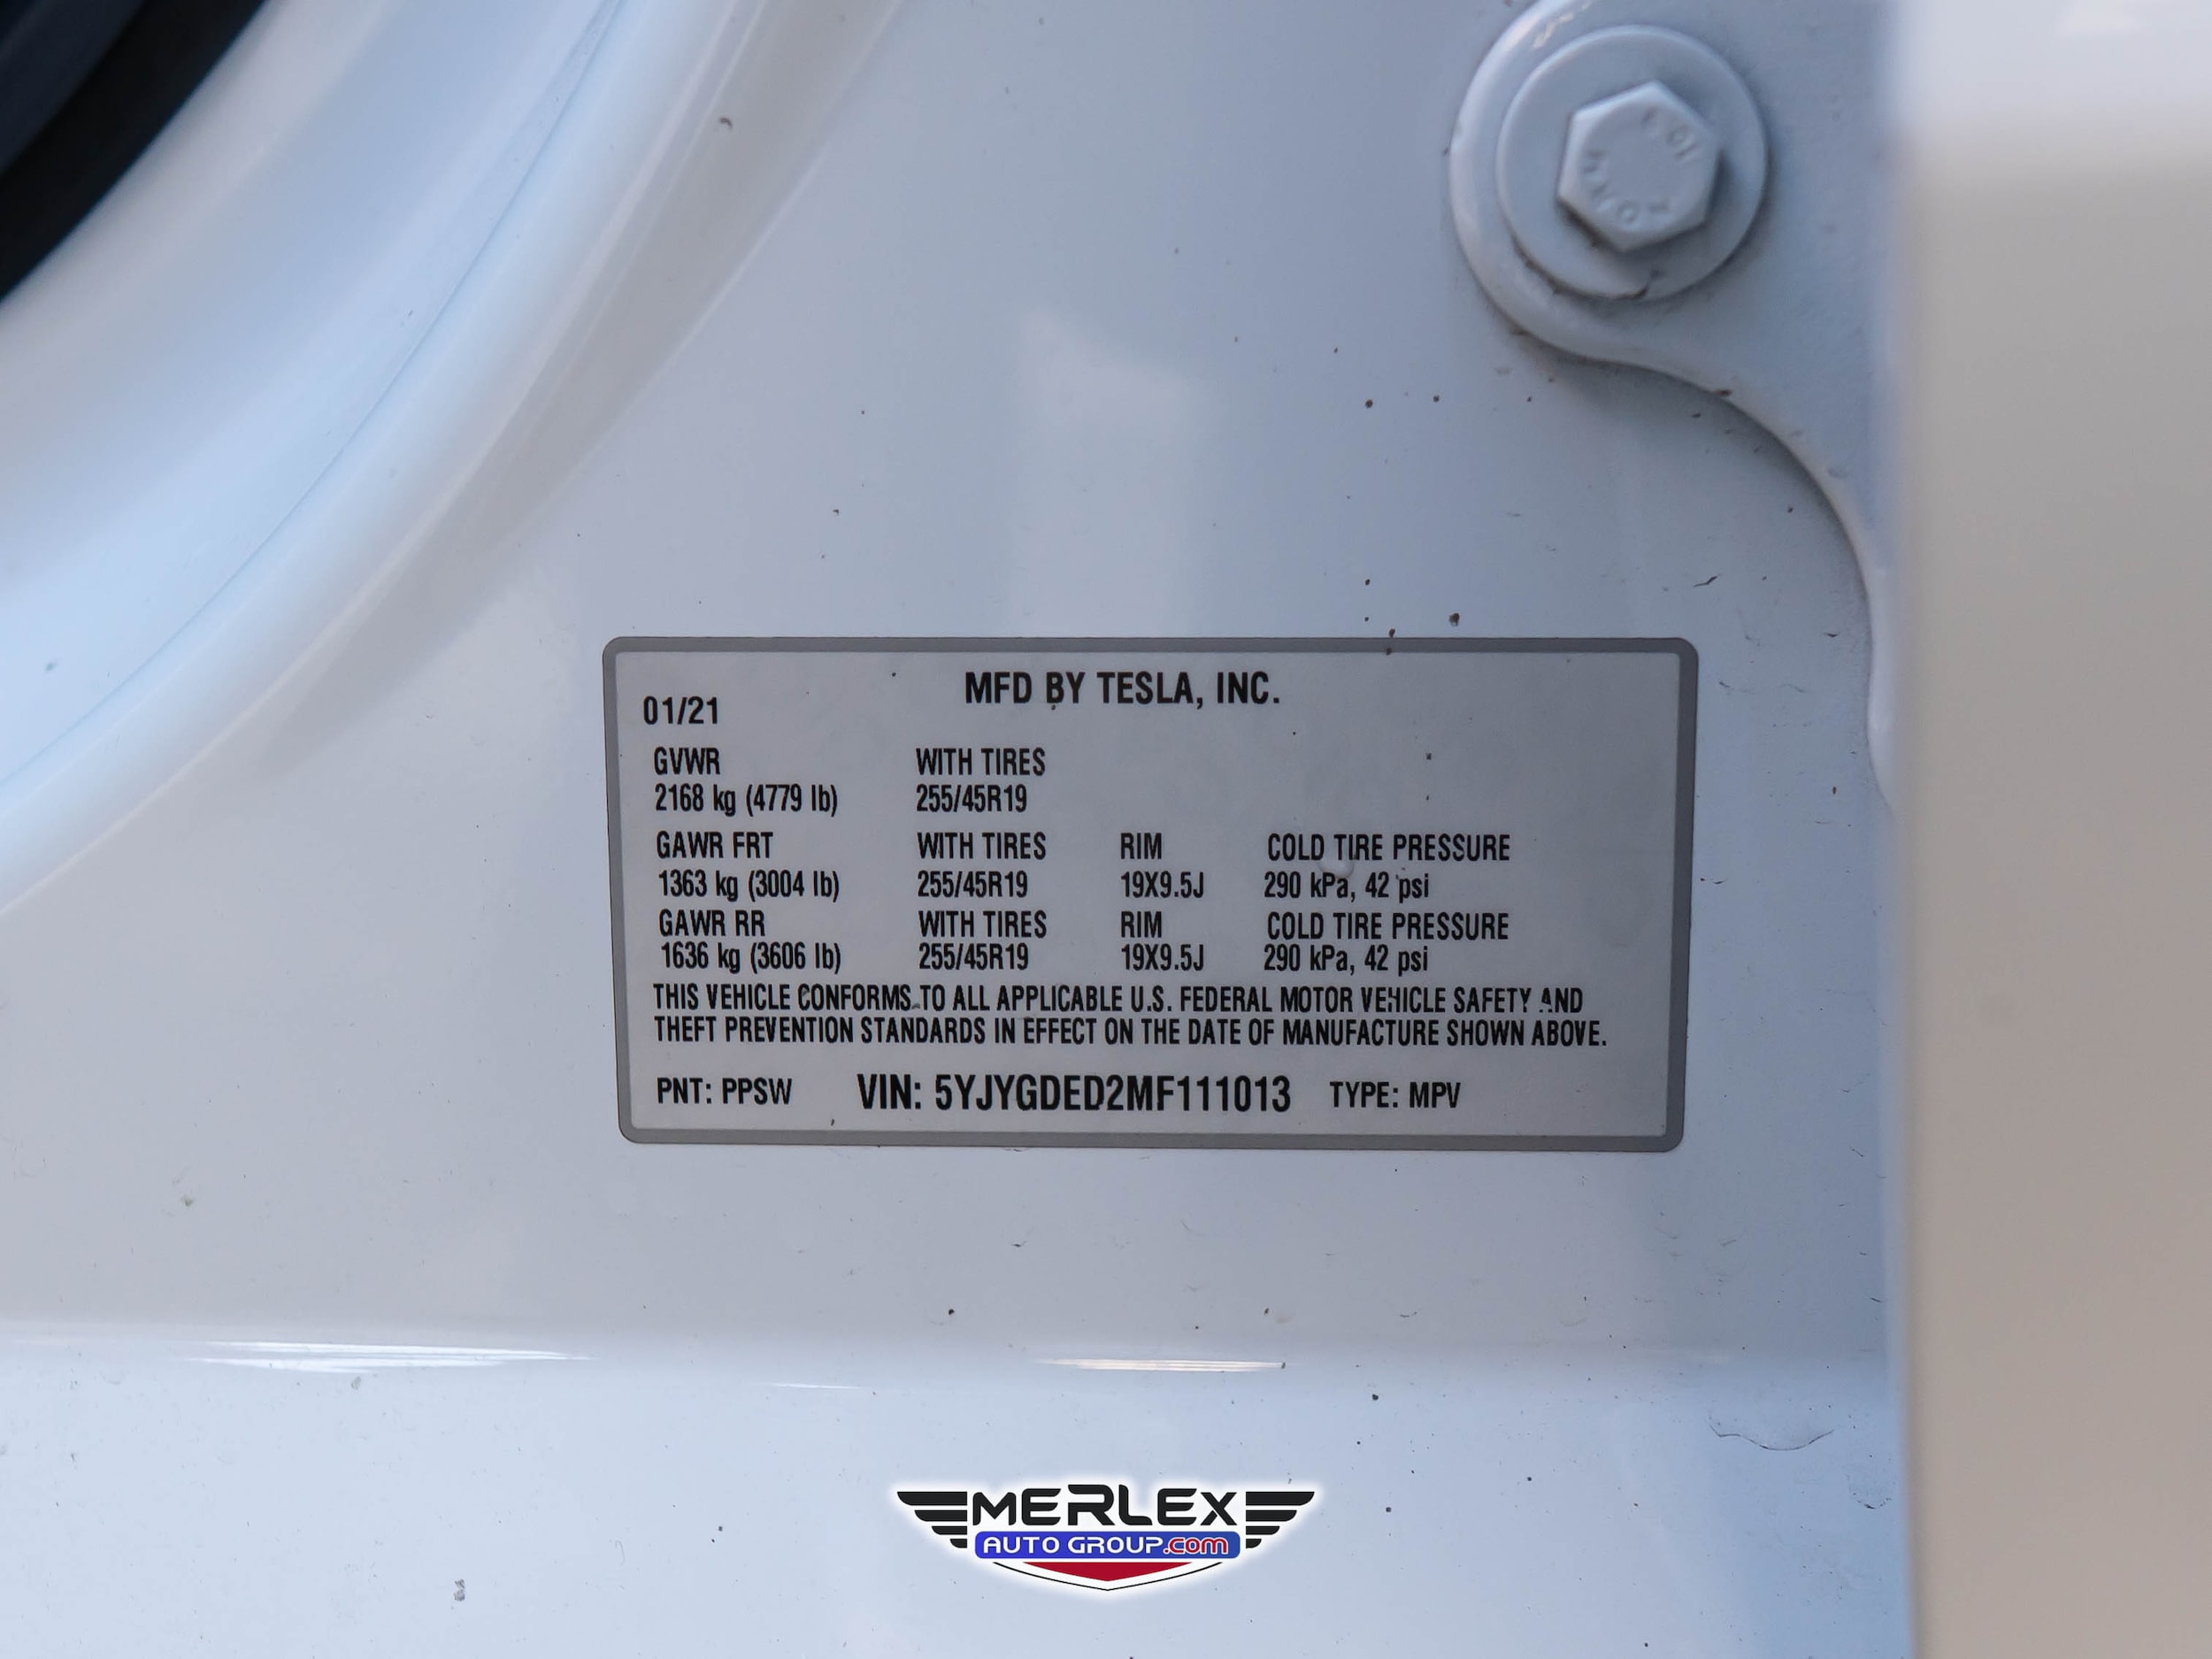 MFD BY TESLA, INC.
01/21
GVWR WITH TIRES
2168 kg (4779 lb) 255/45R19
GAWR FRT WITH TIRES RIM COLD TIRE PRESSURE
1363 kg (3004 lb) 255/45R19 19X9.5J 290 kPa, 42 psi
GAWR RR WITH TIRES RIM COLD TIRE PRESSURE
1636 kg (3606 lb) 255/45R19 19X9.5J 290 kPa, 42 psi
THIS VEHICLE CONFORMS TO ALL APPLICABLE U.S. FEDERAL MOTOR VEHICLE SAFETY AND
THEFT PREVENTION STANDARDS IN EFFECT ON THE DATE OF MANUFACTURE SHOWN ABOVE.
PNT: PPSW VIN: 5YJYGDED2MF111013 TYPE: MPV
MERLEX
AUTO GROUP.com